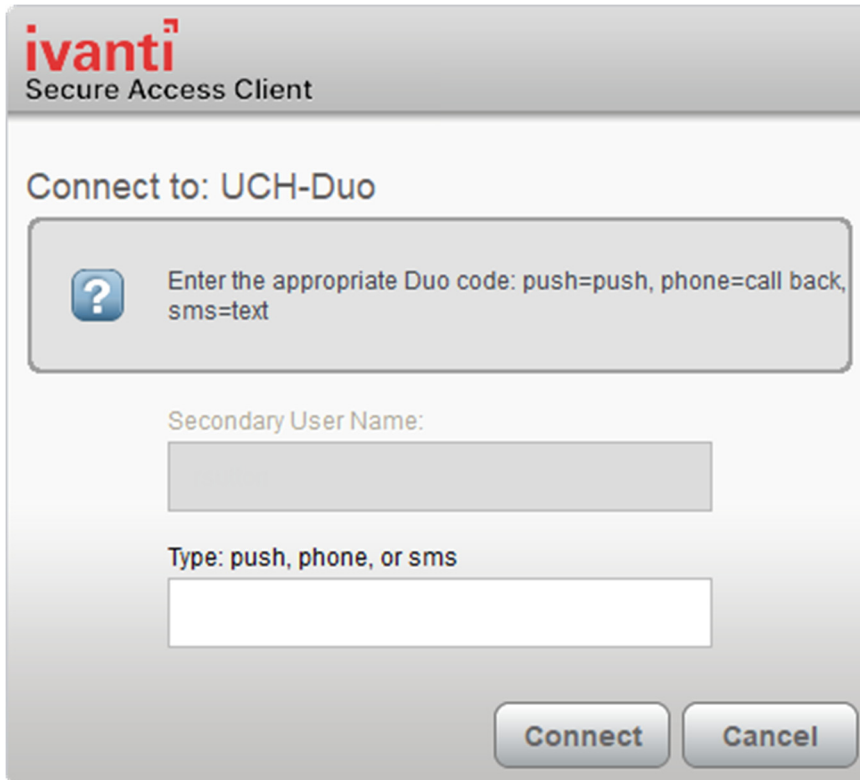 ivanti
Secure Access Client
Connect to: UCH-Duo
Enter the appropriate Duo code: push=push, phone=call back,
sms=text
Secondary User Name:
Type: push, phone, or sms
Connect
Cancel